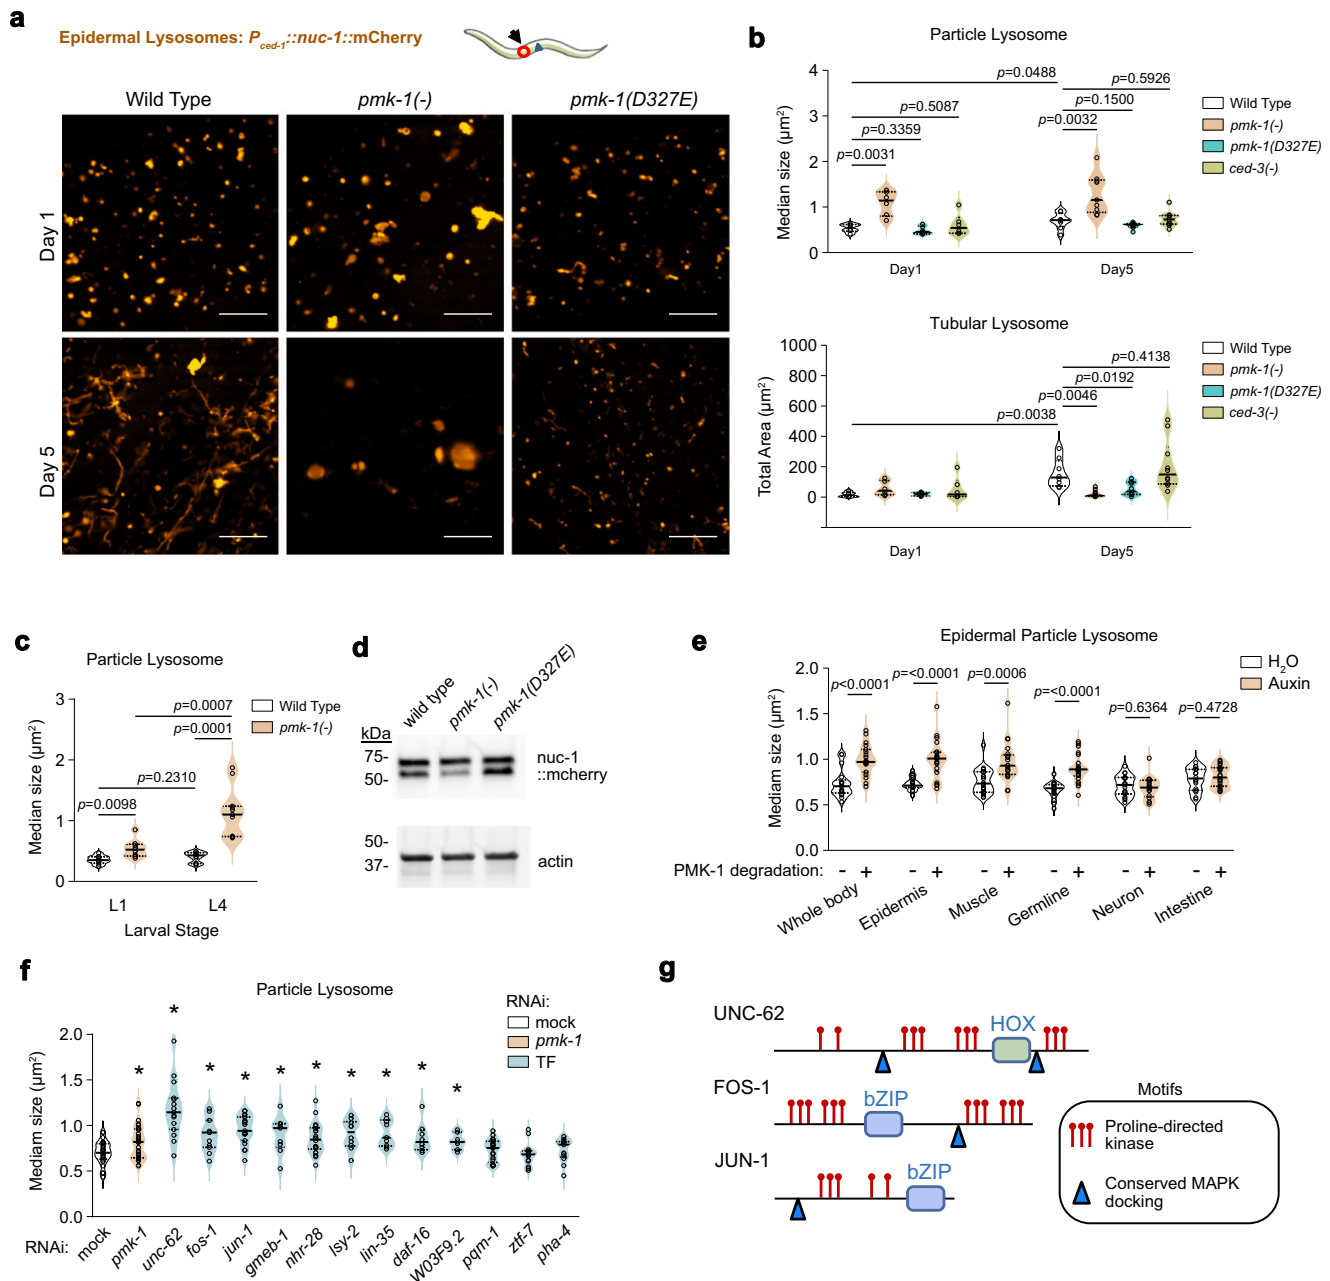 a
Epidermal Lysosomes: Pced-1::nuc-1::mCherry
Wild Type
pmk-1(-)
pmk-1(D327E)
Day 1
Day 5
b
Particle Lysosome
Median size (µm²)
4
3
2
1
0
p=0.0488
p=0.5926
p=0.5087
p=0.1500
p=0.3359
p=0.0032
p=0.0031
Day1
Day5
Wild Type
pmk-1(-)
pmk-1(D327E)
ced-3(-)
Tubular Lysosome
Total Area (µm²)
1000
800
600
400
200
0
p=0.4138
p=0.0192
p=0.0046
p=0.0038
Day1
Day5
Wild Type
pmk-1(-)
pmk-1(D327E)
ced-3(-)
c
Particle Lysosome
Median size (µm²)
3
2
1
0
p=0.0007
p=0.0001
p=0.2310
p=0.0098
L1
L4
Larval Stage
Wild Type
pmk-1(-)
d
wild type
pmk-1(-)
pmk-1(D327E)
kDa
75-
50-
nuc-1
::mcherry
50-
37-
actin
e
Epidermal Particle Lysosome
H₂O
Auxin
Mediam size (µm²)
2.0
1.5
1.0
0.5
0.0
p<0.0001
p=<0.0001
p=0.0006
p=<0.0001
p=0.6364
p=0.4728
PMK-1 degradation: - + - + - + - + - + - +
Whole body
Epidermis
Muscle
Germline
Neuron
Intestine
f
Particle Lysosome
RNAi:
mock
pmk-1
TF
Mediam size (µm²)
2.0
1.5
1.0
0.5
0.0
* * * * * * * * * *
RNAi:
mock
pmk-1
unc-62
fos-1
jun-1
gmeb-1
nhr-28
lsy-2
lin-35
daf-16
W03F9.2
pqm-1
ztf-7
pha-4
g
UNC-62
HOX
FOS-1
bZIP
JUN-1
bZIP
Motifs
Proline-directed
kinase
Conserved MAPK
docking